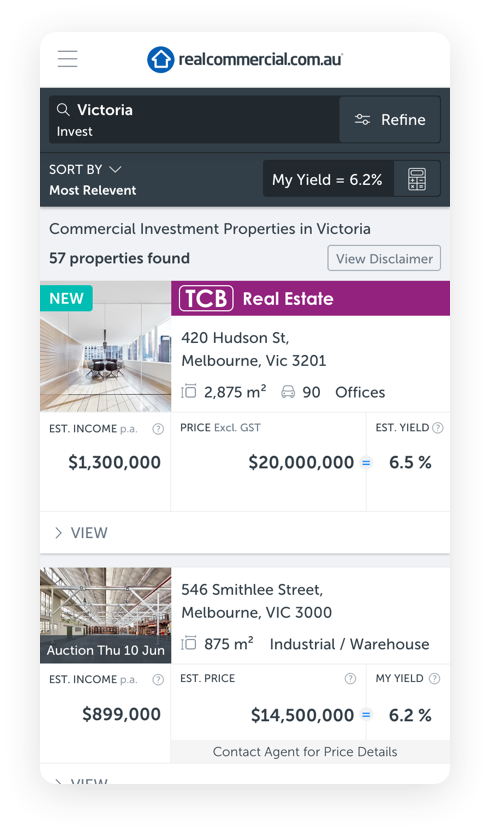 realcommercial.com.au
Victoria
Invest
Refine
SORT BY
Most Relevent
My Yield = 6.2%
Commercial Investment Properties in Victoria
57 properties found
View Disclaimer
NEW
TCB Real Estate
420 Hudson St,
Melbourne, Vic 3201
2,875 m² 90 Offices
EST. INCOME p.a. ?
PRICE Excl. GST
EST. YIELD ?
$1,300,000
$20,000,000 = 6.5 %
VIEW
546 Smithlee Street,
Melbourne, VIC 3000
875 m² Industrial / Warehouse
Auction Thu 10 Jun
EST. INCOME p.a. ?
EST. PRICE ?
MY YIELD ?
$899,000
$14,500,000 = 6.2 %
Contact Agent for Price Details
VIEW